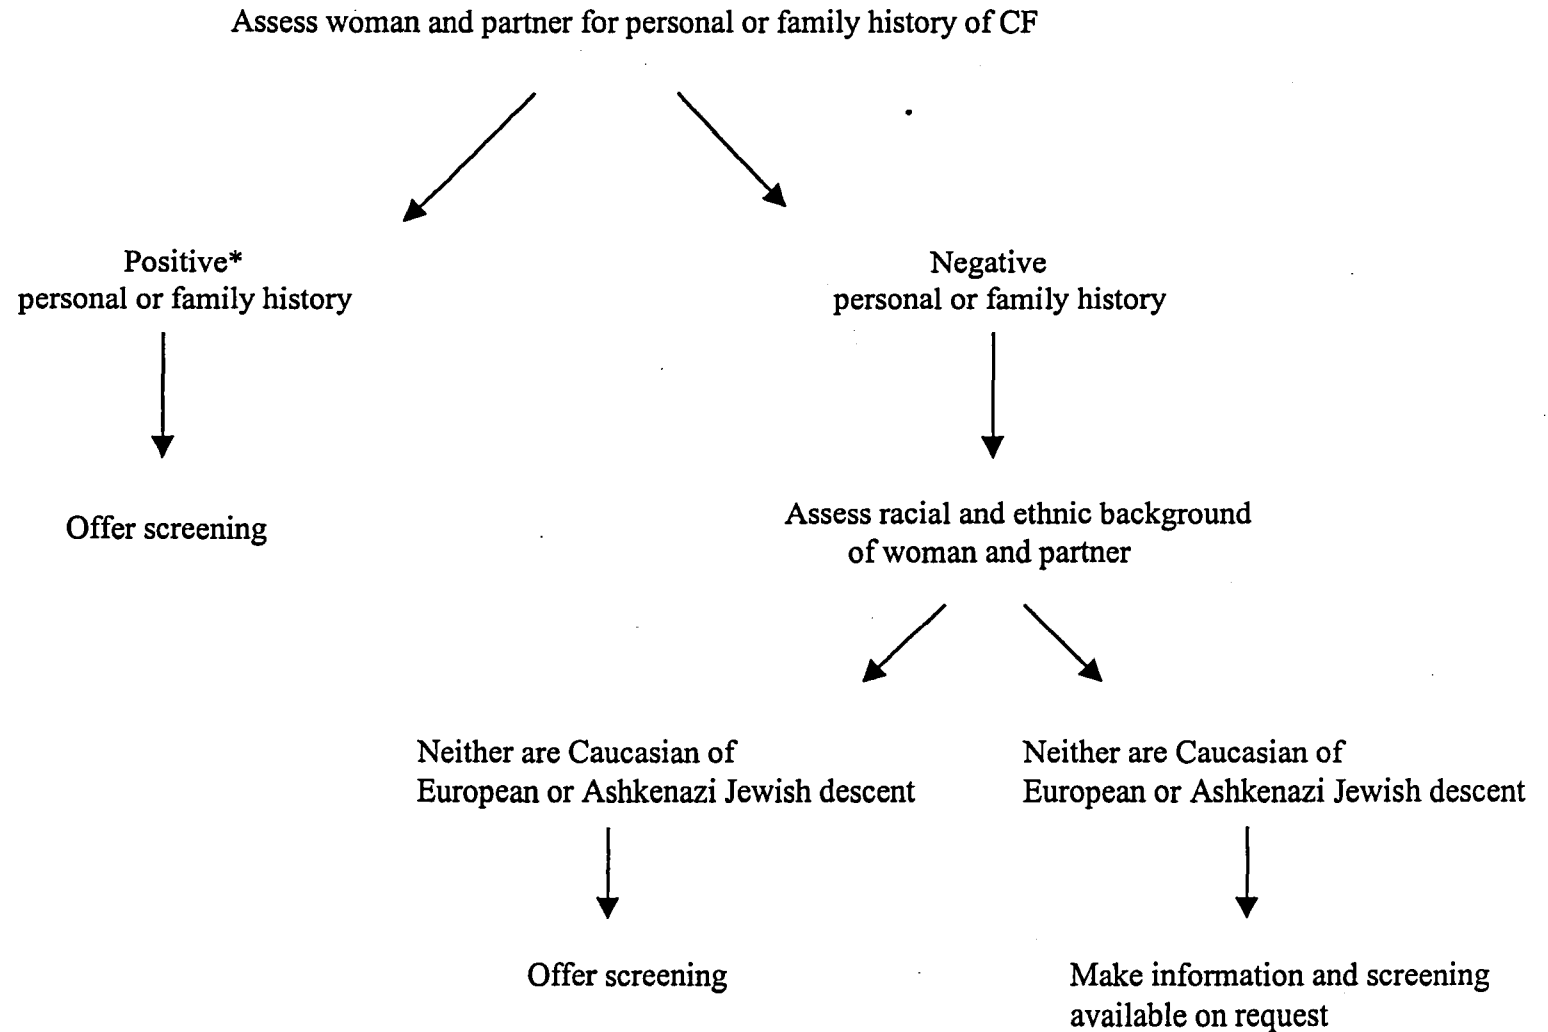 Assess woman and partner for personal or family history of CF
Positive*
personal or family history
Negative
personal or family history
Offer screening
Assess racial and ethnic background
of woman and partner
Neither are Caucasian of
European or Ashkenazi Jewish descent
Neither are Caucasian of
European or Ashkenazi Jewish descent
Offer screening
Make information and screening
available on request